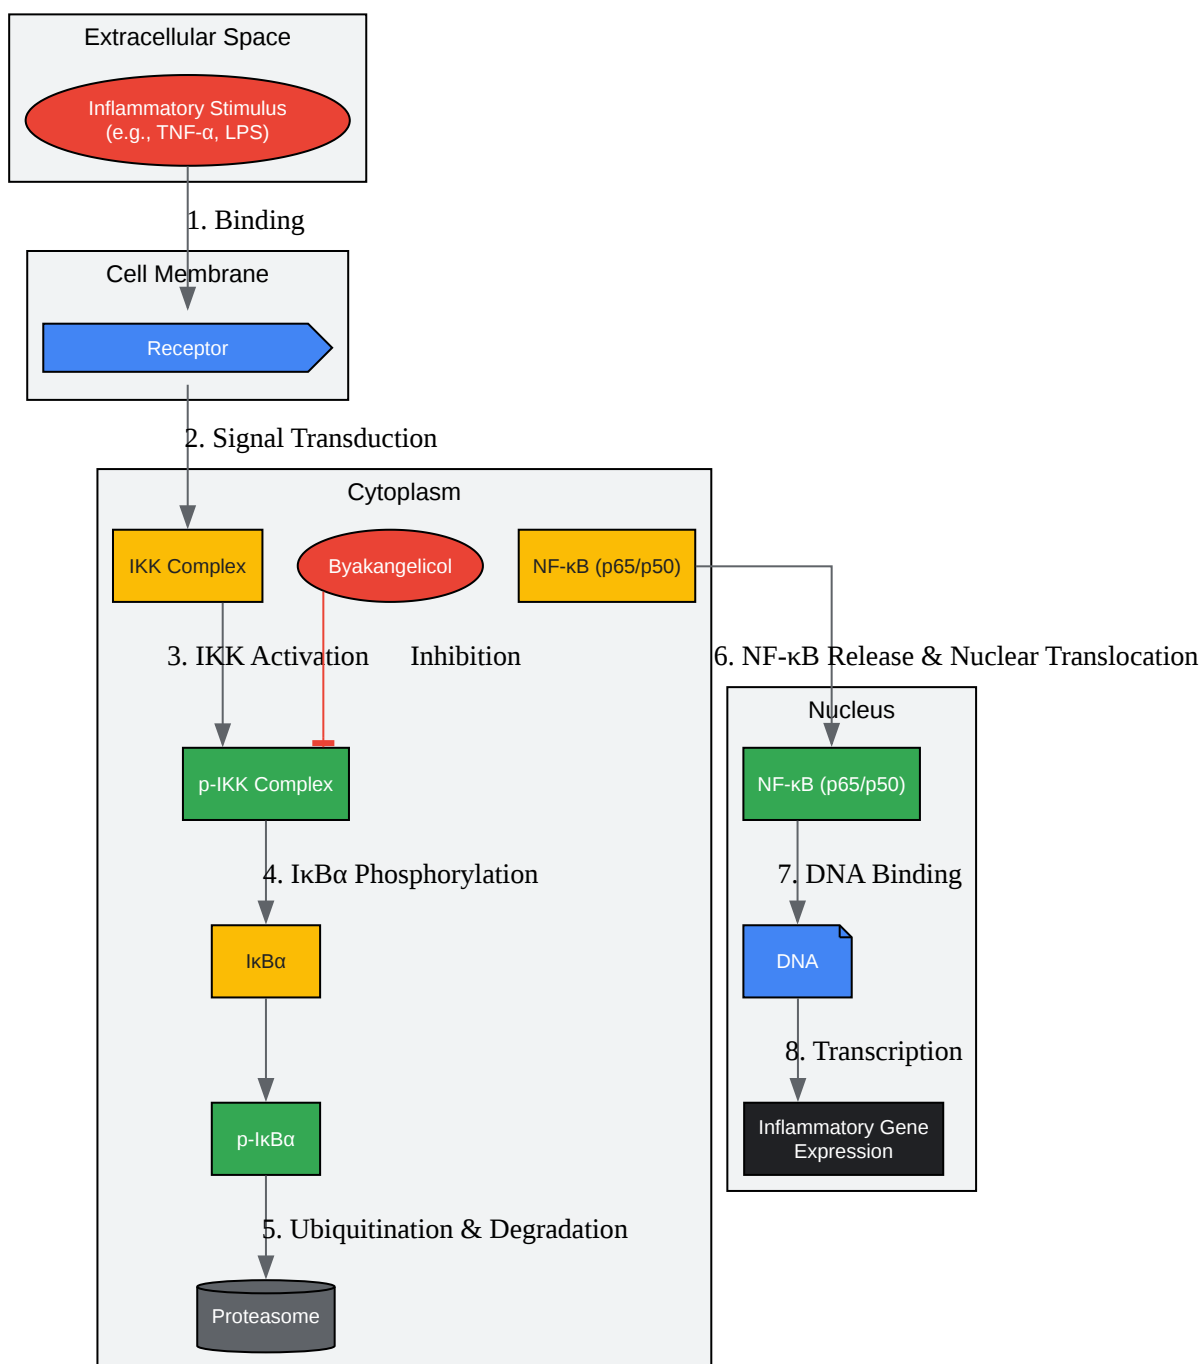 Extracellular Space
Inflammatory Stimulus
(e.g., TNF-α, LPS)
1. Binding
Cell Membrane
Receptor
2. Signal Transduction
Cytoplasm
IKK Complex
Byakangelicol
NF-κB (p65/p50)
3. IKK Activation
Inhibition
6. NF-κB Release & Nuclear Translocation
Nucleus
p-IKK Complex
NF-κB (p65/p50)
4. IκBα Phosphorylation
7. DNA Binding
IκBα
DNA
8. Transcription
p-IκBα
Inflammatory Gene
Expression
5. Ubiquitination & Degradation
Proteasome